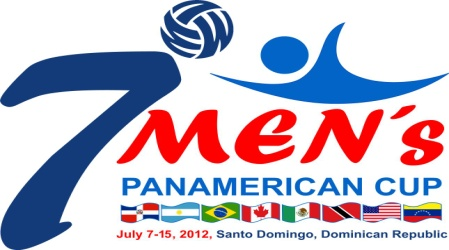 7 MEN's
PANAMERICAN CUP
July 7-15, 2012, Santo Domingo, Dominican Republic